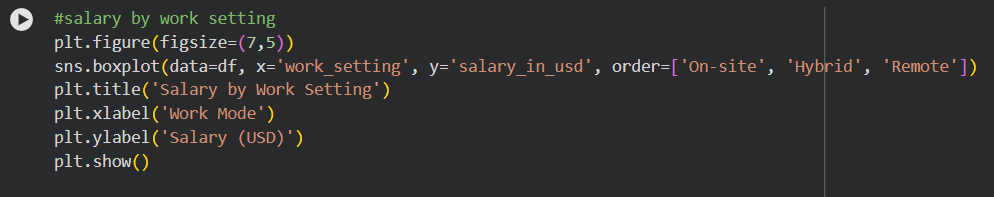 #salary by work setting
plt.figure(figsize=(7,5))
sns.boxplot(data=df, x='work_setting', y='salary_in_usd', order=['On-site', 'Hybrid', 'Remote'])
plt.title('Salary by Work Setting')
plt.xlabel('Work Mode')
plt.ylabel('Salary (USD)')
plt.show()